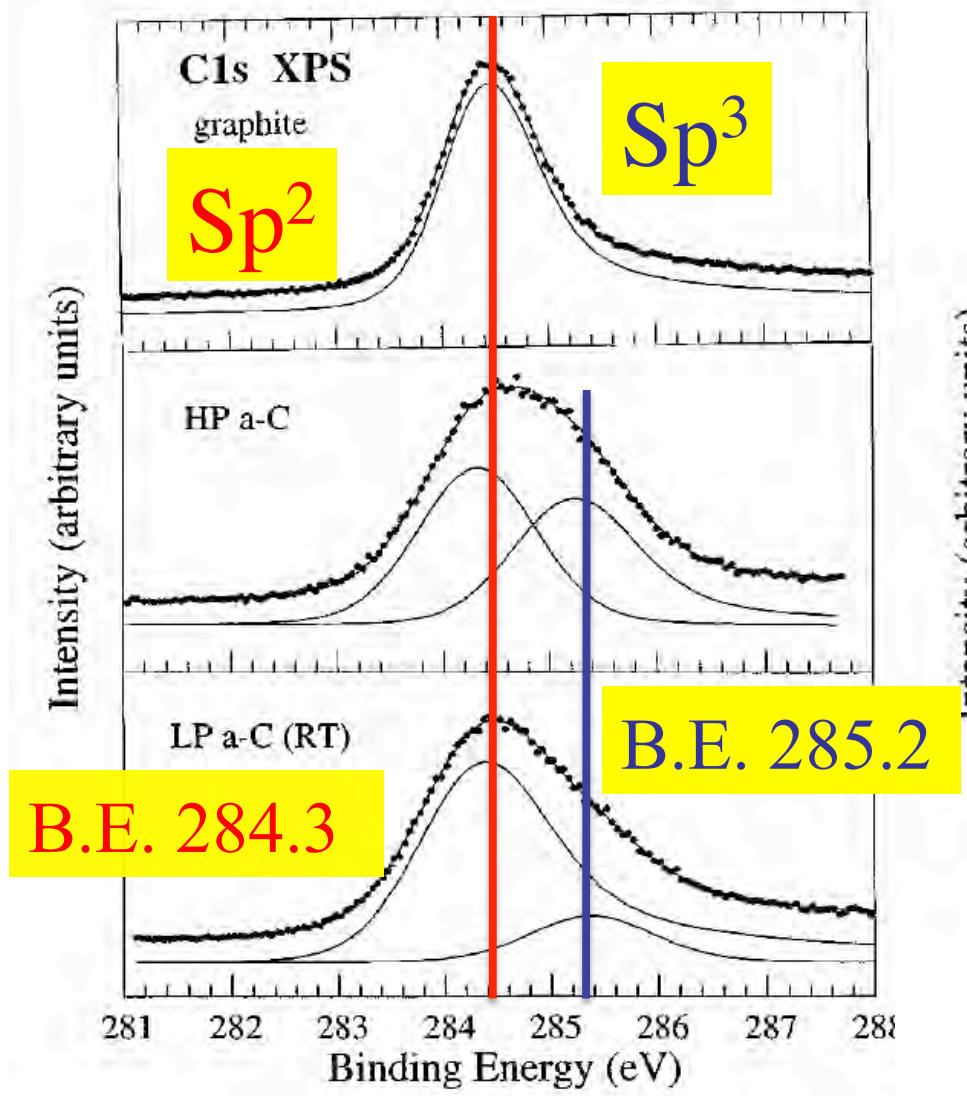 C1s XPS
graphite
Sp²
Sp³
HP a-C
LP a-C (RT)
B.E. 285.2
B.E. 284.3
Intensity (arbitrary units)
281 282 283 284 285 286 287
Binding Energy (eV)